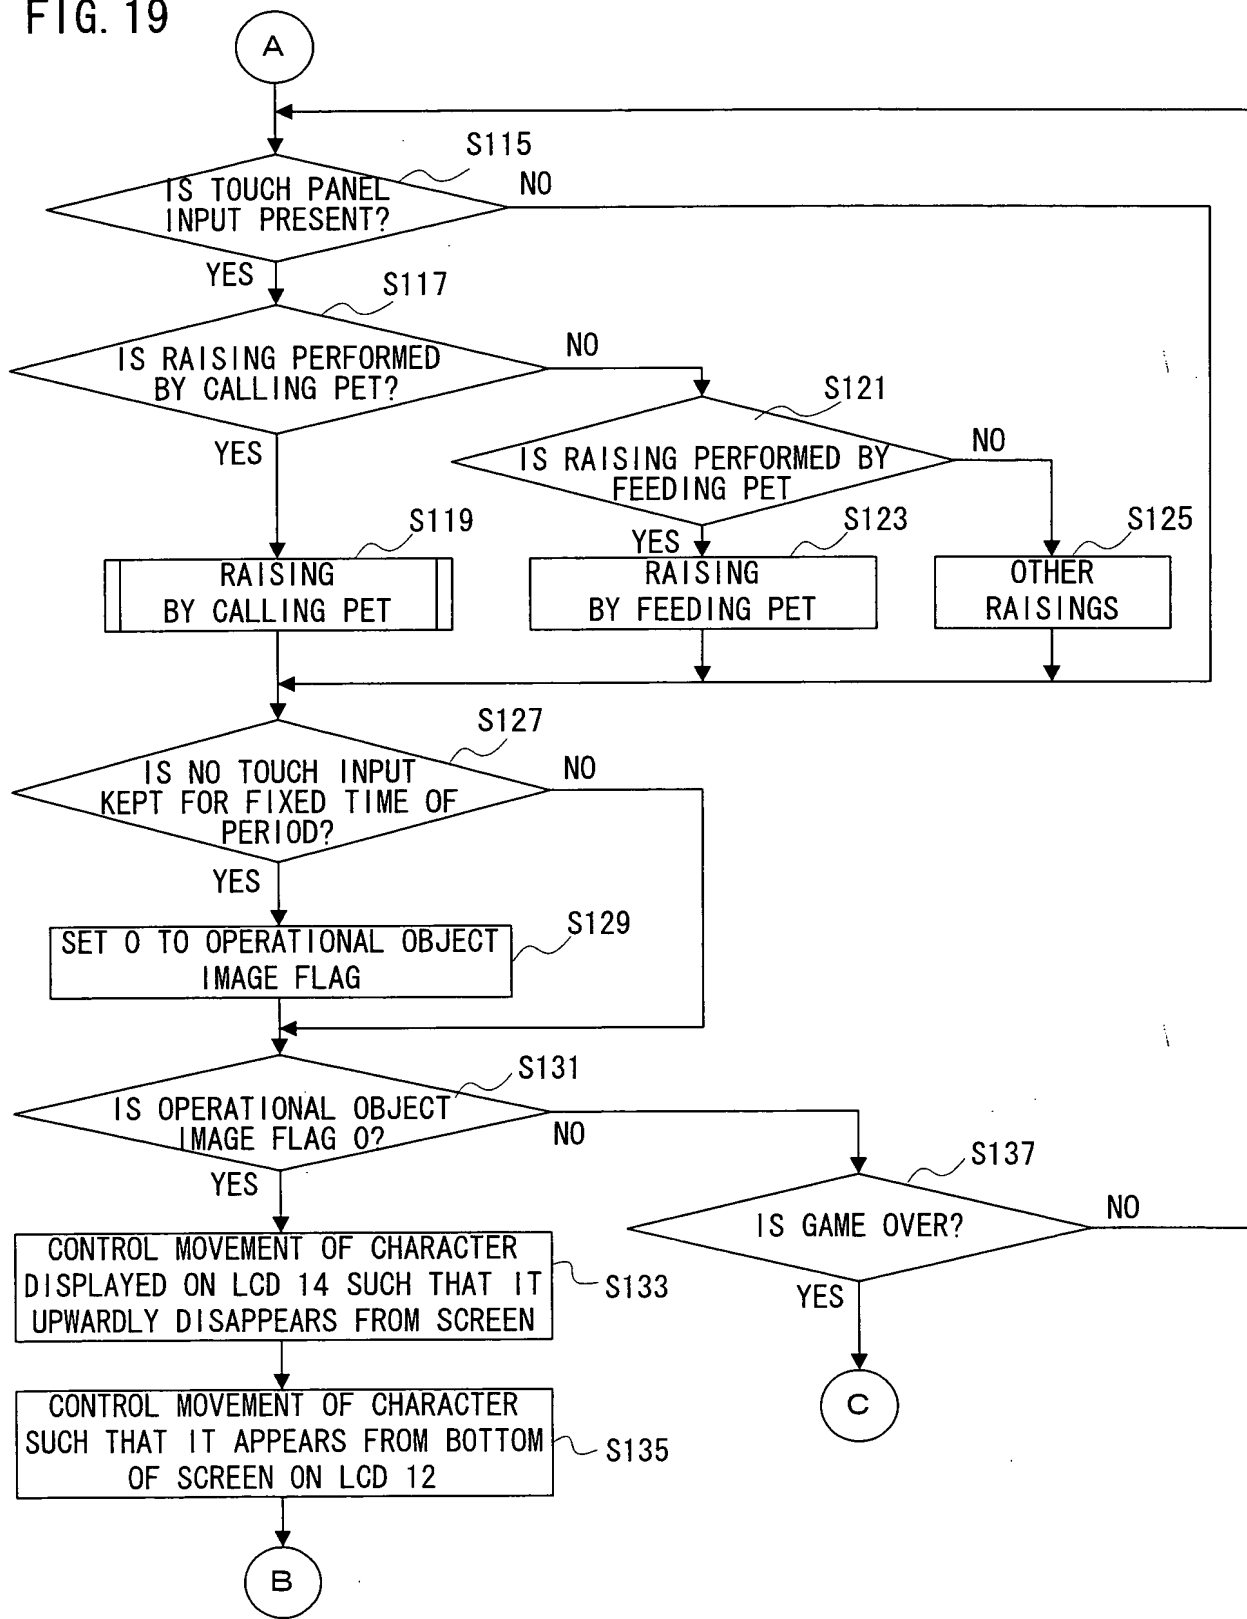 FIG. 19
A
S115
IS TOUCH PANEL
INPUT PRESENT?
NO
YES
S117
IS RAISING PERFORMED
BY CALLING PET?
NO
YES
S121
IS RAISING PERFORMED BY
FEEDING PET
NO
YES
S119
RAISING
BY CALLING PET
S123
RAISING
BY FEEDING PET
S125
OTHER
RAISINGS
S127
IS NO TOUCH INPUT
KEPT FOR FIXED TIME OF
PERIOD?
NO
YES
S129
SET 0 TO OPERATIONAL OBJECT
IMAGE FLAG
S131
IS OPERATIONAL OBJECT
IMAGE FLAG 0?
NO
YES
S137
IS GAME OVER?
NO
YES
S133
CONTROL MOVEMENT OF CHARACTER
DISPLAYED ON LCD 14 SUCH THAT IT
UPWARDLY DISAPPEARS FROM SCREEN
C
S135
CONTROL MOVEMENT OF CHARACTER
SUCH THAT IT APPEARS FROM BOTTOM
OF SCREEN ON LCD 12
B